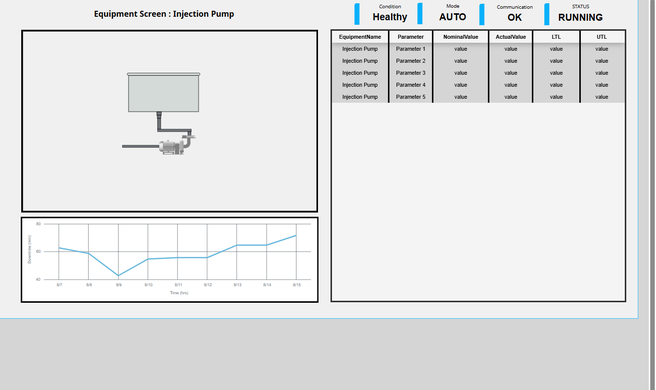 Equipment Screen : Injection Pump
Condition
Healthy
Mode
AUTO
Communication
OK
STATUS
RUNNING
EquipmentName Parameter NominalValue ActualValue LTL UTL
Injection Pump Parameter 1 value value value value
Injection Pump Parameter 2 value value value value
Injection Pump Parameter 3 value value value value
Injection Pump Parameter 4 value value value value
Injection Pump Parameter 5 value value value value
80
60
40
8/7 8/8 8/9 8/10 8/11 8/12 8/13 8/14 8/15
Time (hrs)